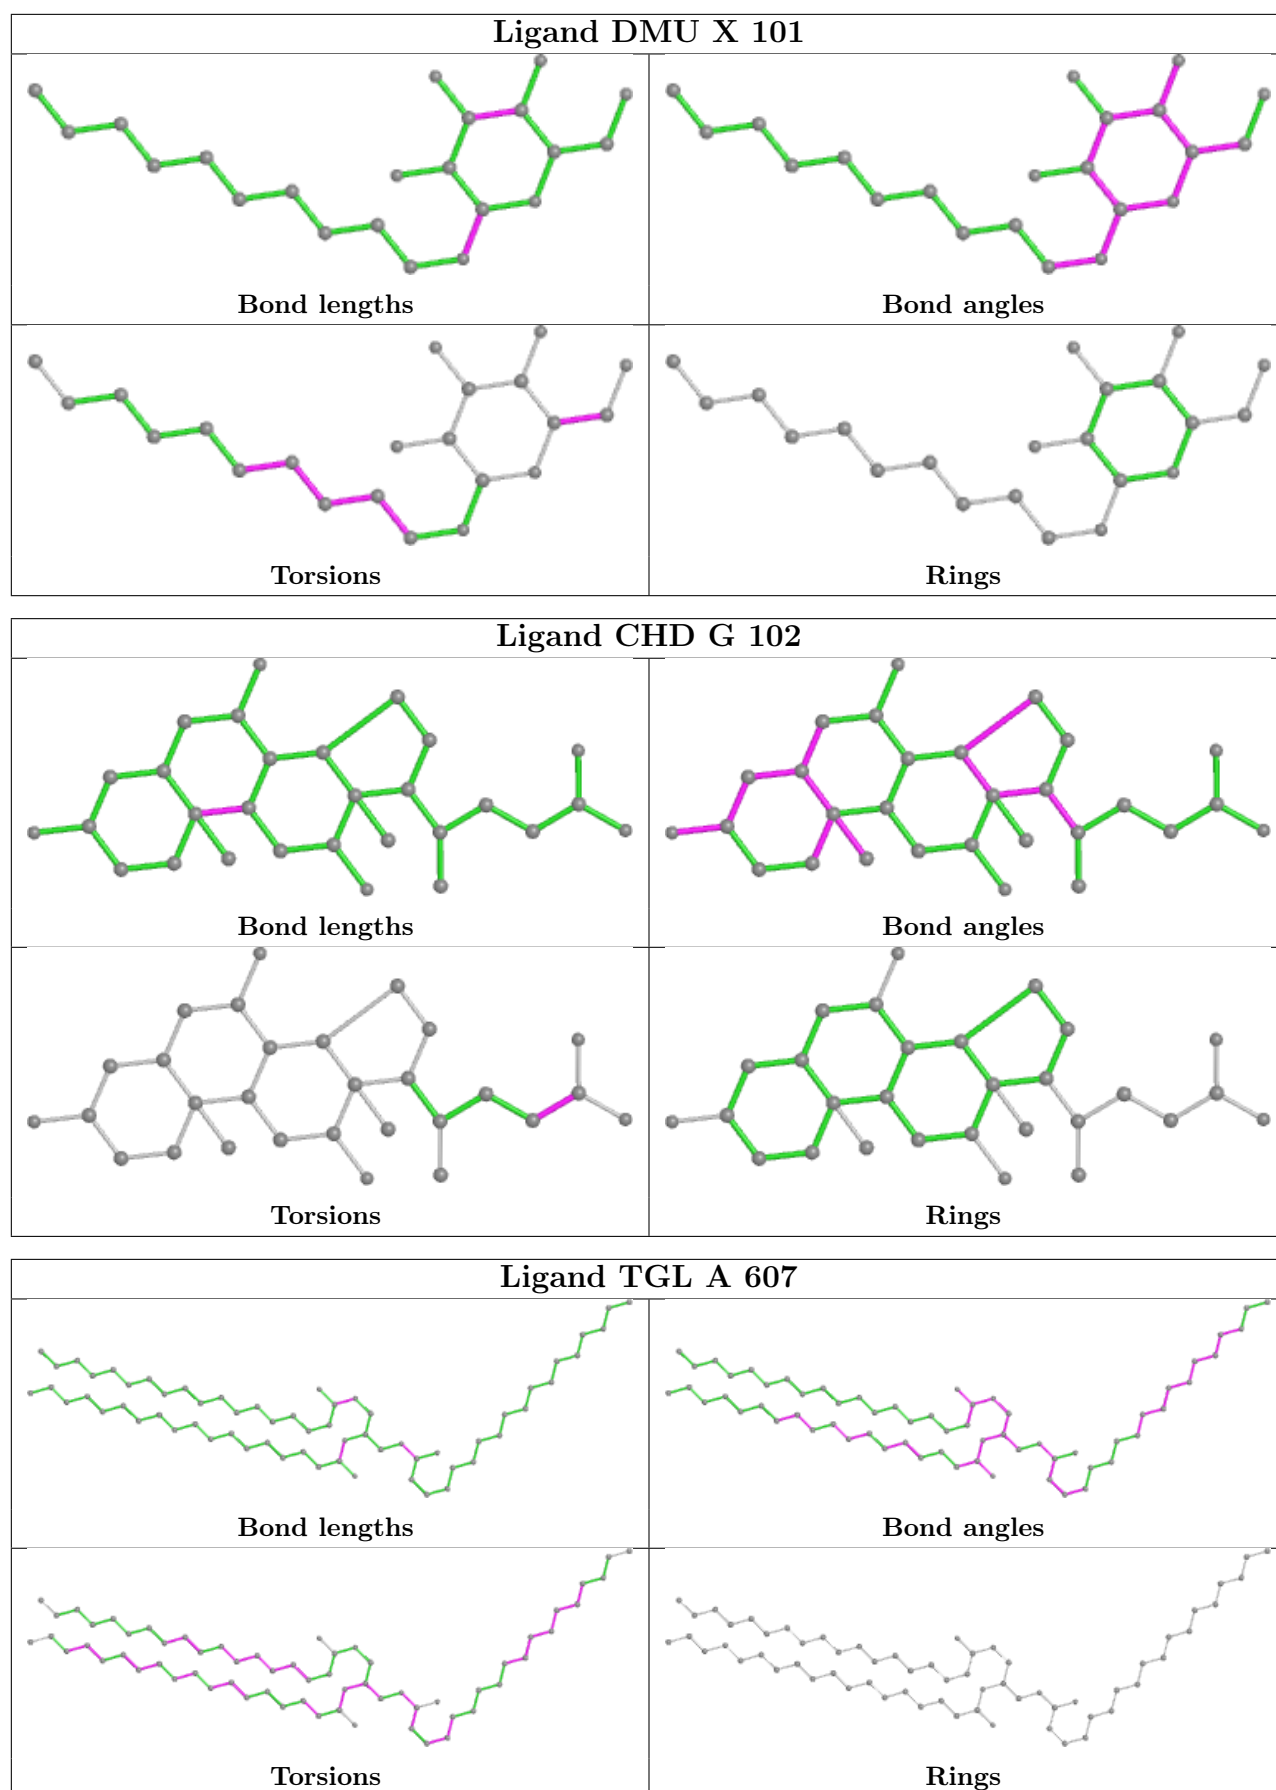 Ligand DMU X 101
Bond lengths
Bond angles
Torsions
Rings
Ligand CHD G 102
Bond lengths
Bond angles
Torsions
Rings
Ligand TGL A 607
Bond lengths
Bond angles
Torsions
Rings